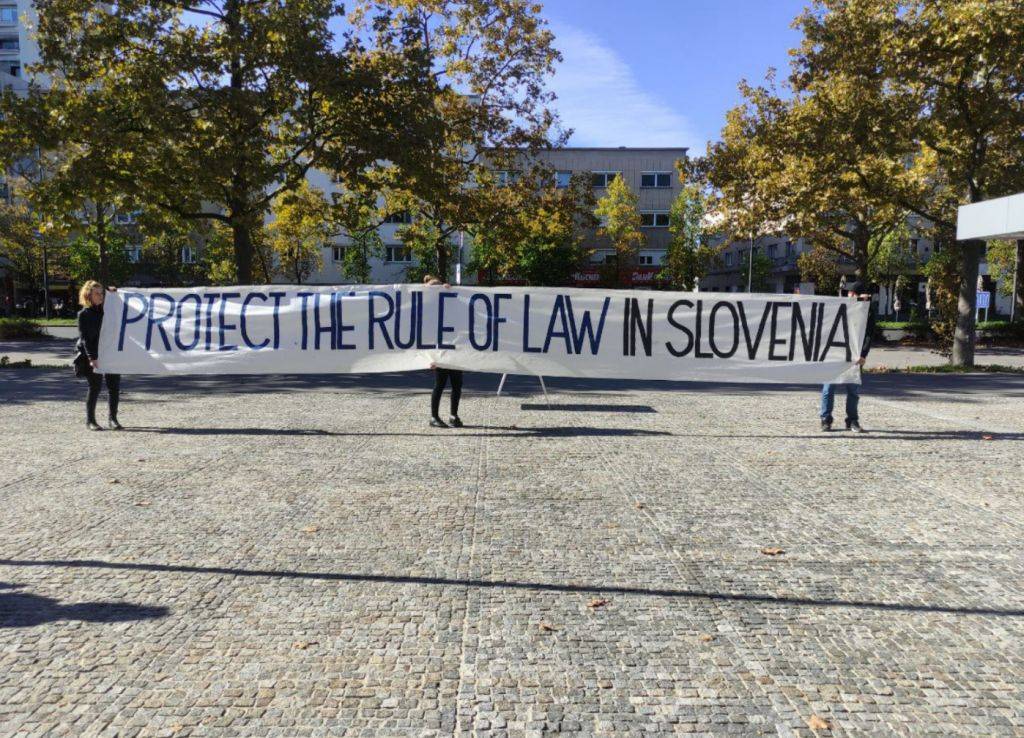 PROTECT THE RULE OF LAW IN SLOVENIA